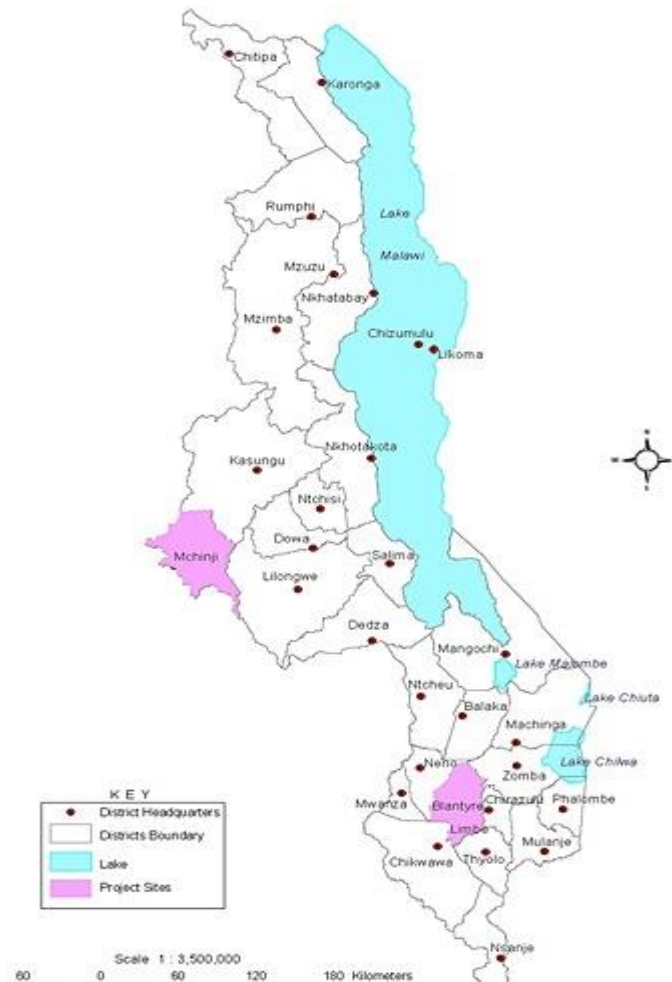 Chitipa
Karonga
Rumphi
Lake
Malawi
Mzuzu
Nkhatabay
Mzimba
Chizumulu
Likoma
Nkhotakota
Kasungu
N
W
S
Ntchisi
Dowa
Mchinji
Salima
Lilongwe
Dedza
Mangochi
Lake Malombe
Ntcheu
Lake Chiuta
Balaka
Machinga
Neno
Lake Chilwa
Zomba
Mwanza
Blantyre
Chirazulu
Phalombe
Limbe
Mulanje
Chikwawa
Thyolo
Nsanje
KEY
District Headquarters
Districts Boundary
Lake
Project Sites
Scale 1 : 3,500,000
60 0 60 120 180 Kilometers